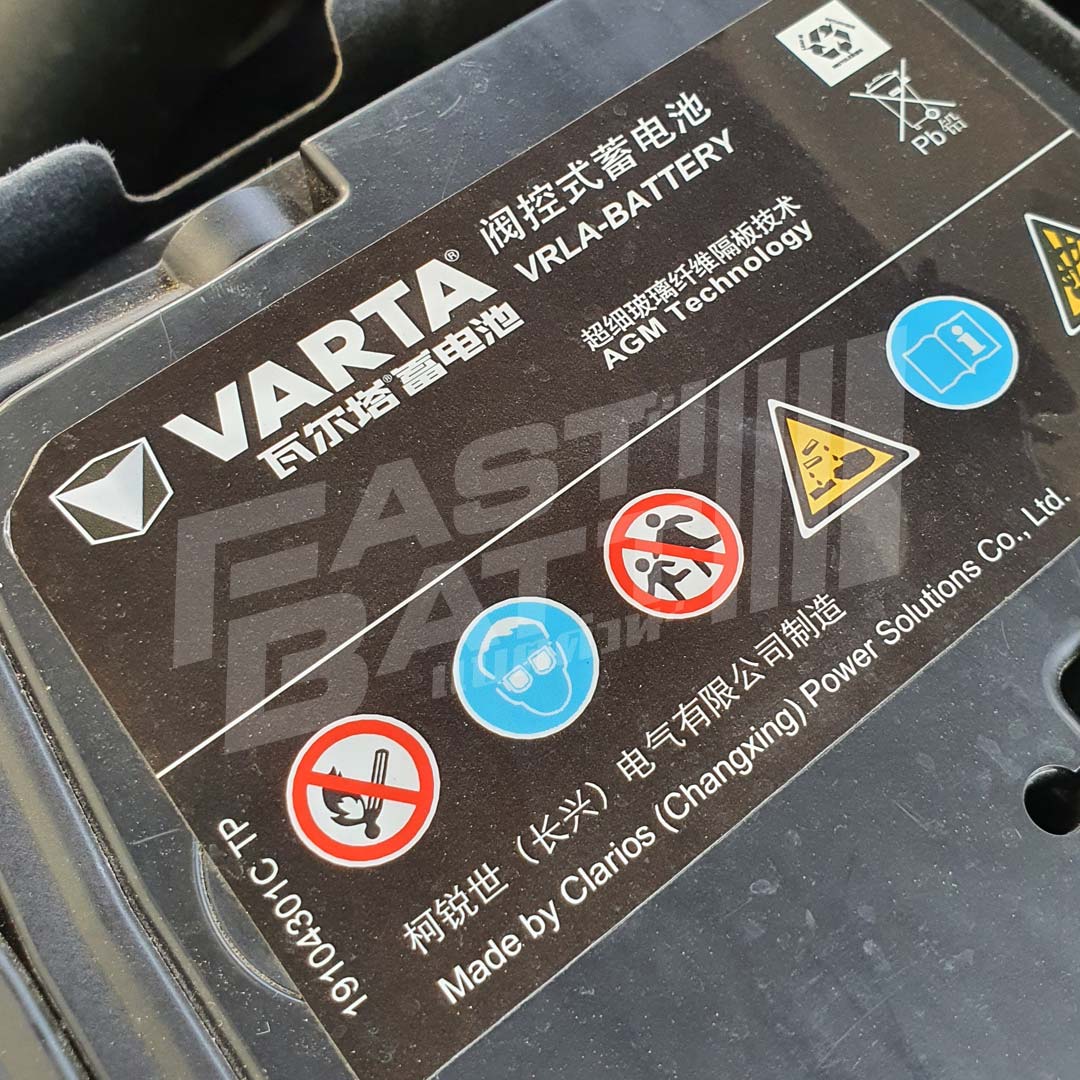 VARTA®
瓦尔塔®蓄电池
阀控式蓄电池
VRLA-BATTERY
超细玻璃纤维隔板技术
AGM Technology
Pb铅
FAST
BATT
19104301C TP
柯锐世（长兴）电气有限公司制造
Made by Clarios (Changxing) Power Solutions Co., Ltd.